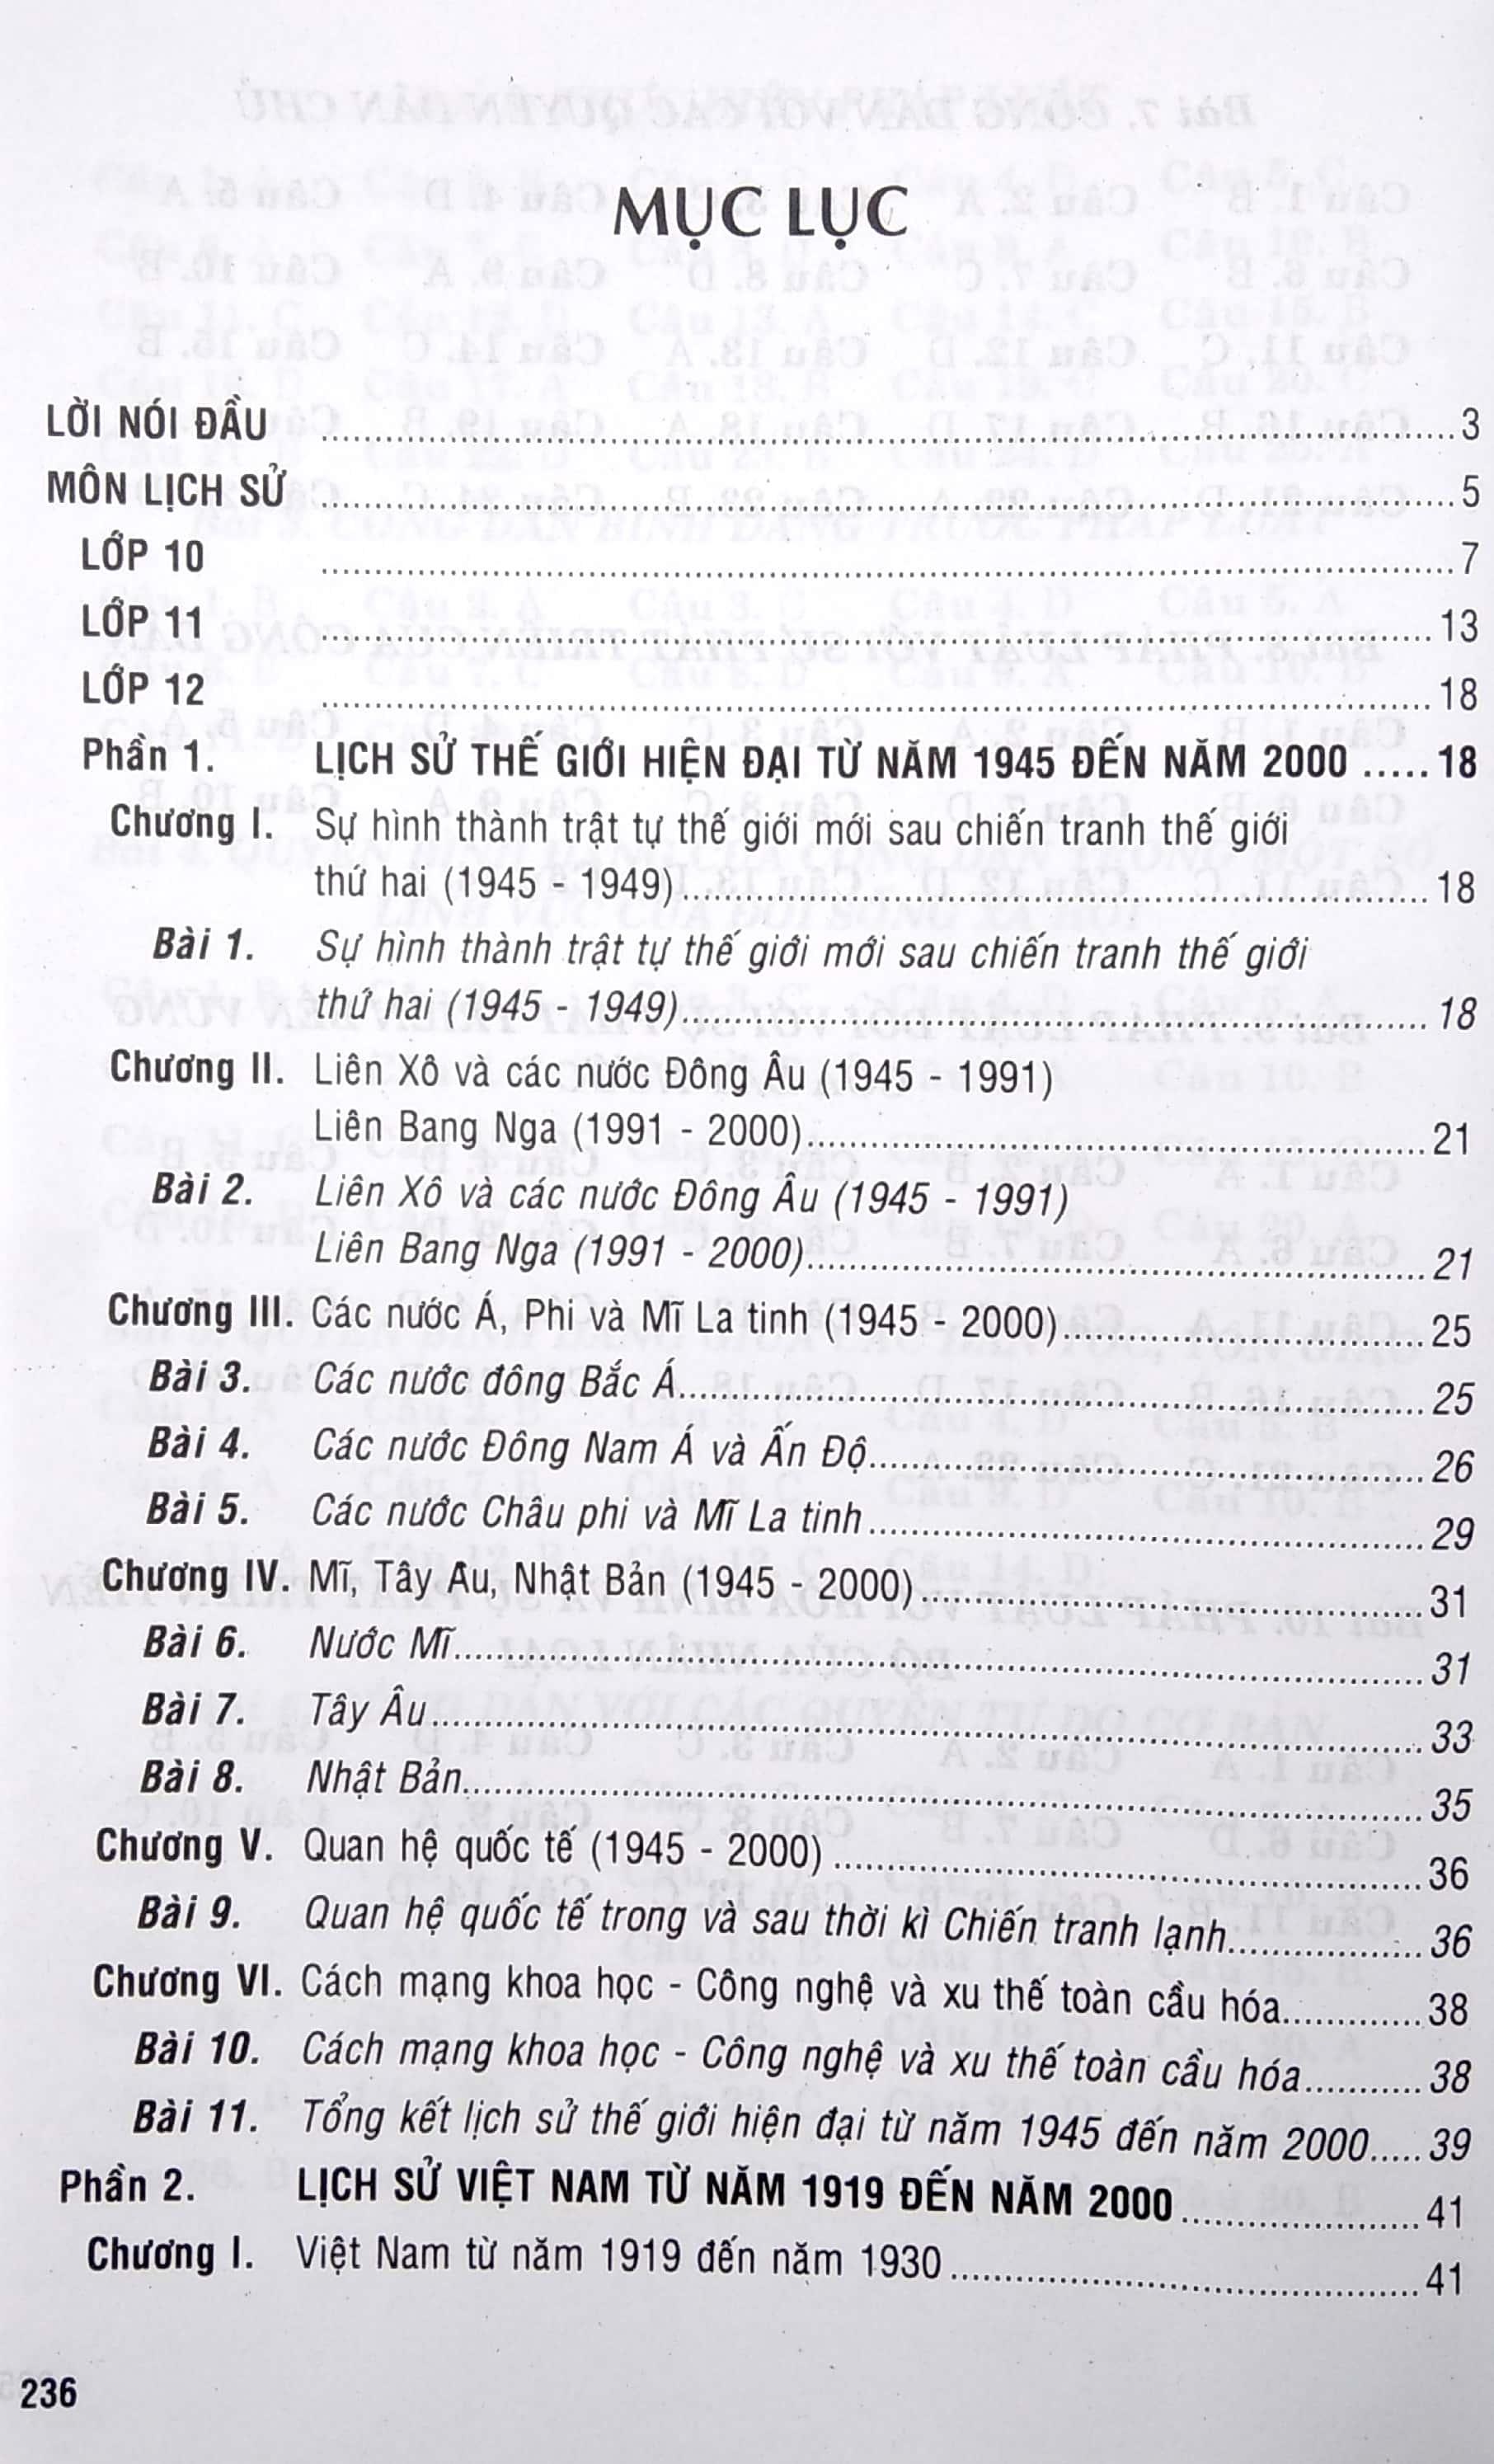 MỤC LỤC
LỜI NÓI ĐẦU ........ 3
MÔN LỊCH SỬ ........ 5
LỚP 10 ........ 7
LỚP 11 ........ 13
LỚP 12 ........ 18
Phần 1. LỊCH SỬ THẾ GIỚI HIỆN ĐẠI TỪ NĂM 1945 ĐẾN NĂM 2000 ..... 18
Chương I. Sự hình thành trật tự thế giới mới sau chiến tranh thế giới
thứ hai (1945 - 1949)........ 18
Bài 1. Sự hình thành trật tự thế giới mới sau chiến tranh thế giới
thứ hai (1945 - 1949)........ 18
Chương II. Liên Xô và các nước Đông Âu (1945 - 1991)
Liên Bang Nga (1991 - 2000)........ 21
Bài 2. Liên Xô và các nước Đông Âu (1945 - 1991)
Liên Bang Nga (1991 - 2000)........ 21
Chương III. Các nước Á, Phi và Mĩ La tinh (1945 - 2000)........ 25
Bài 3. Các nước đông Bắc Á........ 25
Bài 4. Các nước Đông Nam Á và Ấn Độ........ 26
Bài 5. Các nước Châu phi và Mĩ La tinh........ 29
Chương IV. Mĩ, Tây Au, Nhật Bản (1945 - 2000)........ 31
Bài 6. Nước Mĩ........ 31
Bài 7. Tây Âu........ 33
Bài 8. Nhật Bản........ 35
Chương V. Quan hệ quốc tế (1945 - 2000) ........ 36
Bài 9. Quan hệ quốc tế trong và sau thời kì Chiến tranh lạnh........ 36
Chương VI. Cách mạng khoa học - Công nghệ và xu thế toàn cầu hóa........ 38
Bài 10. Cách mạng khoa học - Công nghệ và xu thế toàn cầu hóa........ 38
Bài 11. Tổng kết lịch sử thế giới hiện đại từ năm 1945 đến năm 2000..... 39
Phần 2. LỊCH SỬ VIỆT NAM TỪ NĂM 1919 ĐẾN NĂM 2000 ........ 41
Chương I. Việt Nam từ năm 1919 đến năm 1930 ........ 41
236